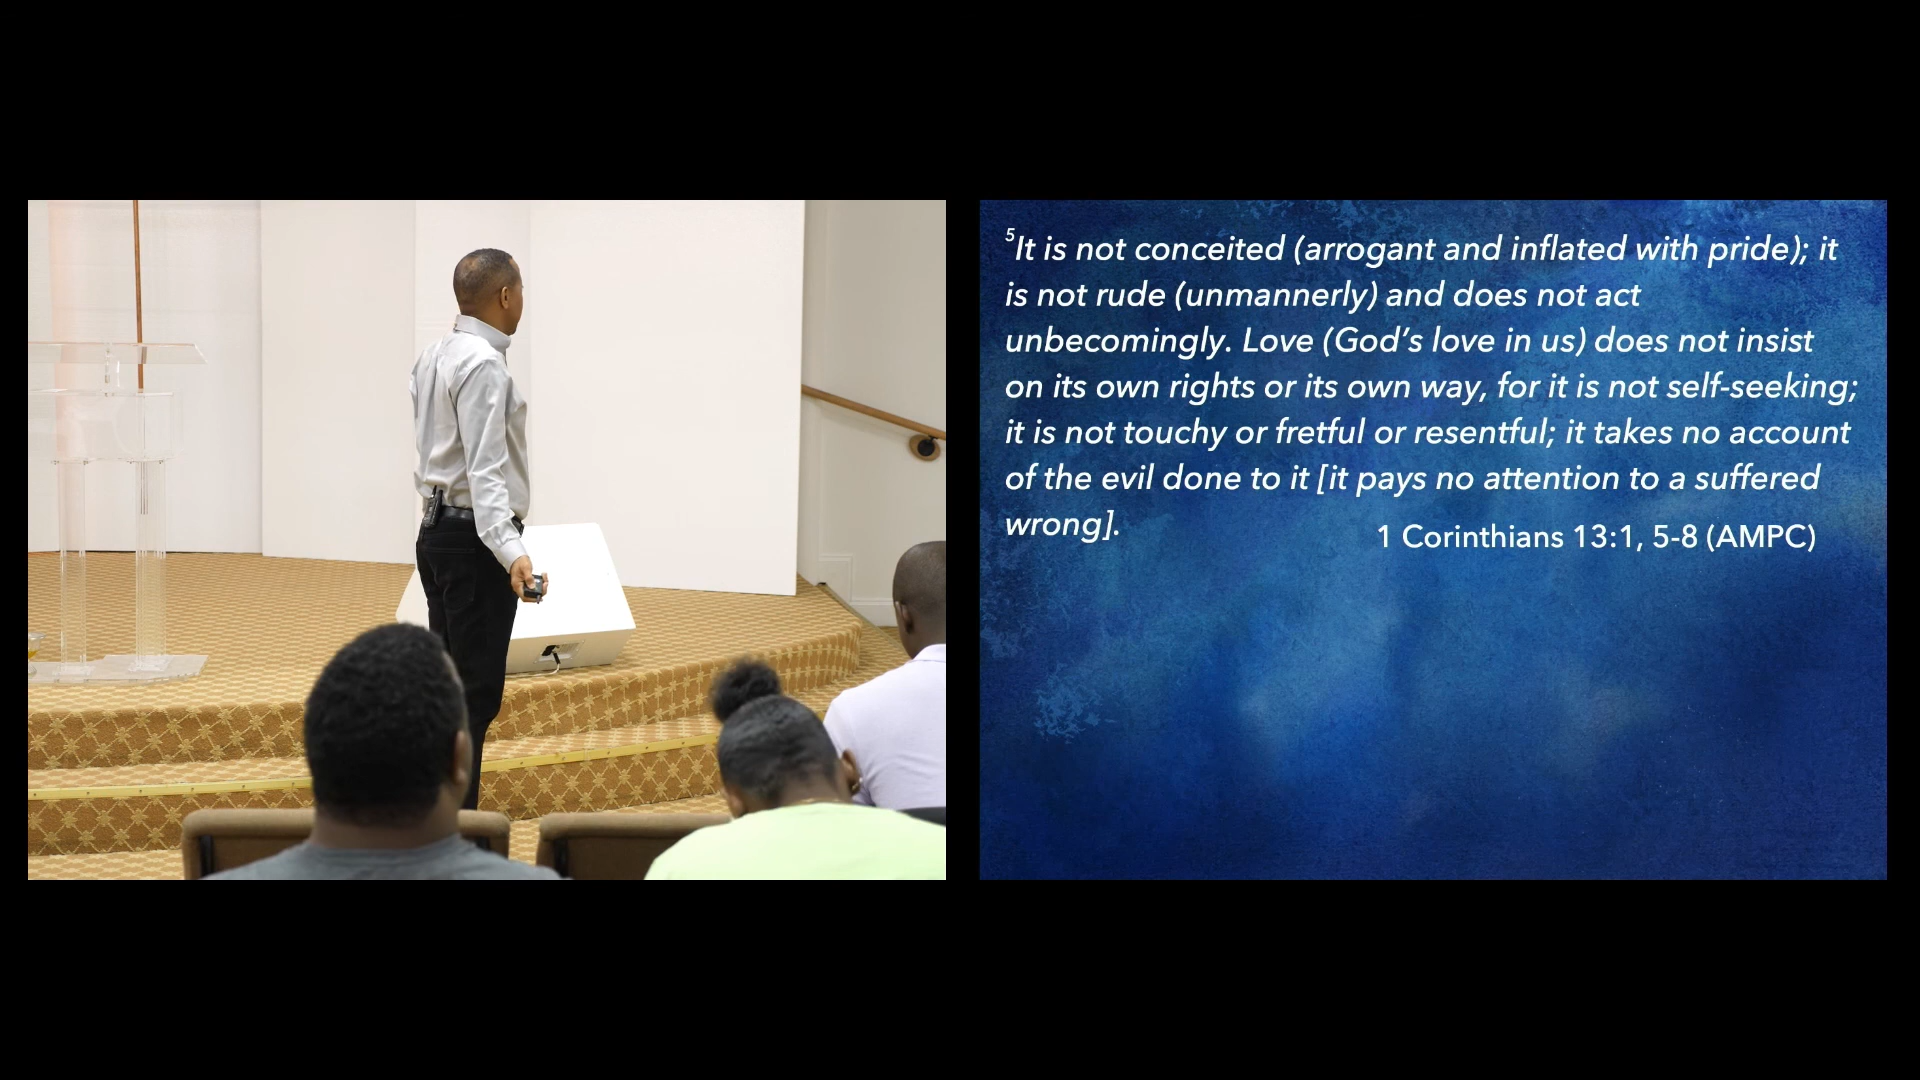 ⁵It is not conceited (arrogant and inflated with pride); it
is not rude (unmannerly) and does not act
unbecomingly. Love (God’s love in us) does not insist
on its own rights or its own way, for it is not self-seeking;
it is not touchy or fretful or resentful; it takes no account
of the evil done to it [it pays no attention to a suffered
wrong].
1 Corinthians 13:1, 5-8 (AMPC)